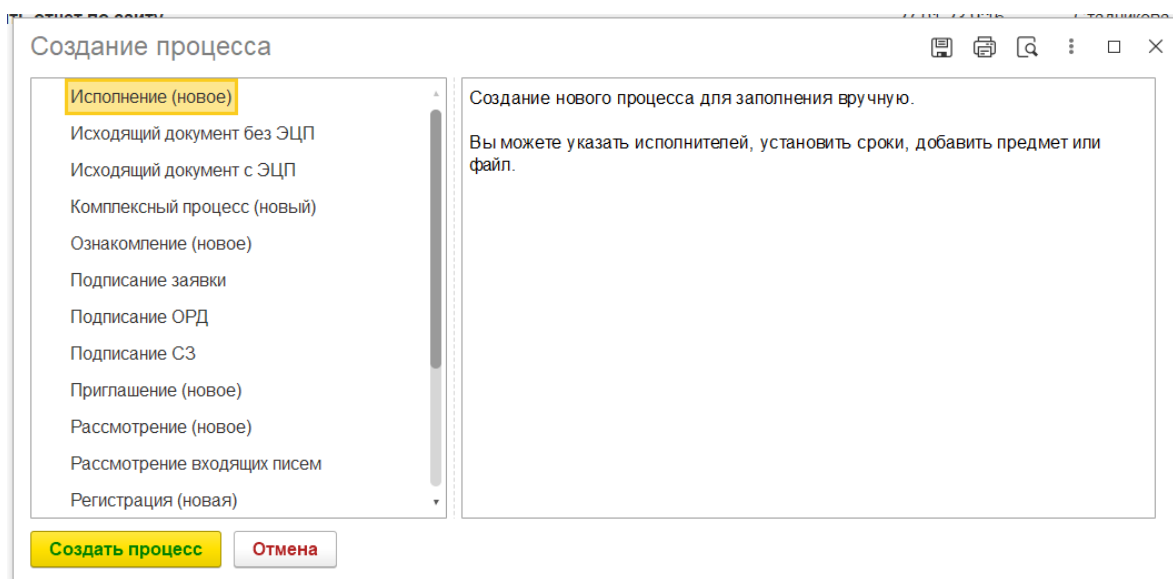 Создание процесса
Исполнение (новое)
Исходящий документ без ЭЦП
Исходящий документ с ЭЦП
Комплексный процесс (новый)
Ознакомление (новое)
Подписание заявки
Подписание ОРД
Подписание СЗ
Приглашение (новое)
Рассмотрение (новое)
Рассмотрение входящих писем
Регистрация (новая)
Создание нового процесса для заполнения вручную.
Вы можете указать исполнителей, установить сроки, добавить предмет или
файл.
Создать процесс
Отмена